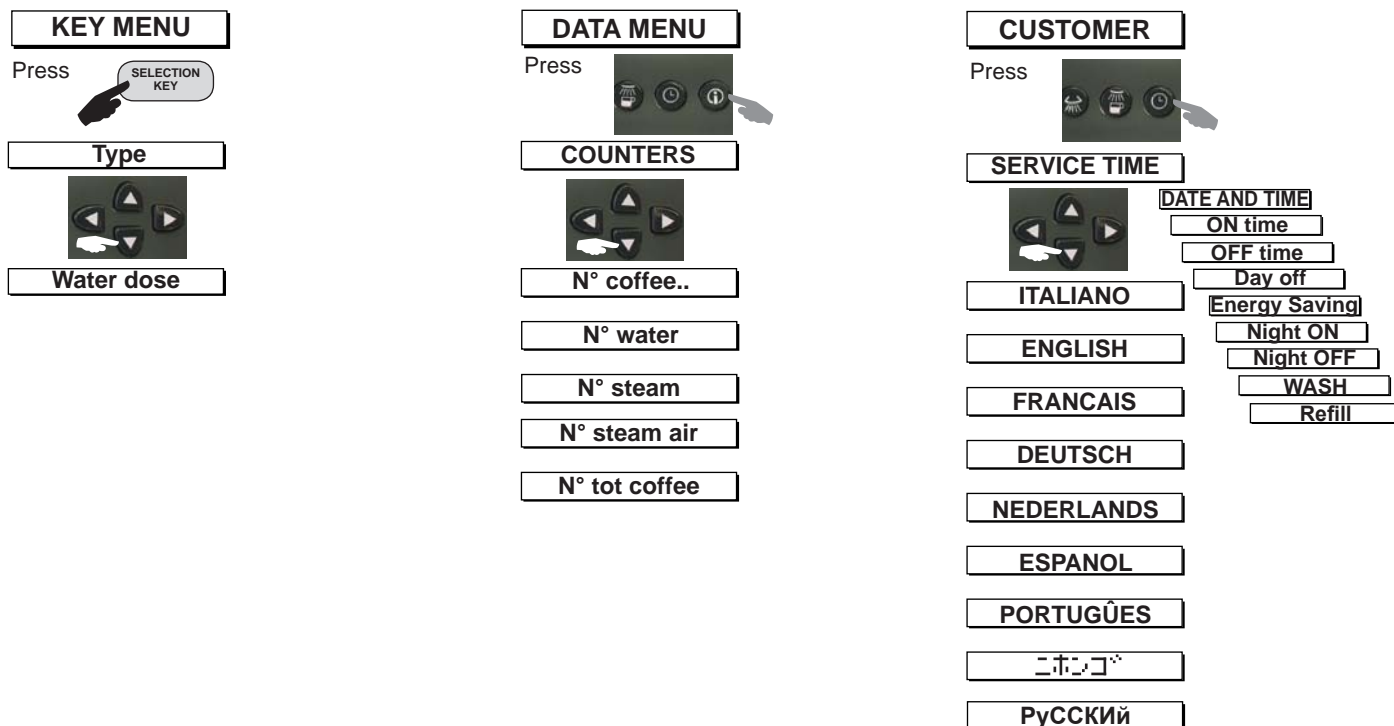 KEY MENU
Press
SELECTION
KEY
Type
Water dose
DATA MENU
Press
COUNTERS
N° coffee..
N° water
N° steam
N° steam air
N° tot coffee
CUSTOMER
Press
SERVICE TIME
DATE AND TIME
ON time
OFF time
Day off
Energy Saving
Night ON
Night OFF
WASH
Refill
ITALIANO
ENGLISH
FRANCAIS
DEUTSCH
NEDERLANDS
ESPANOL
PORTUGÛES
ニホンゴ
РуССКИй